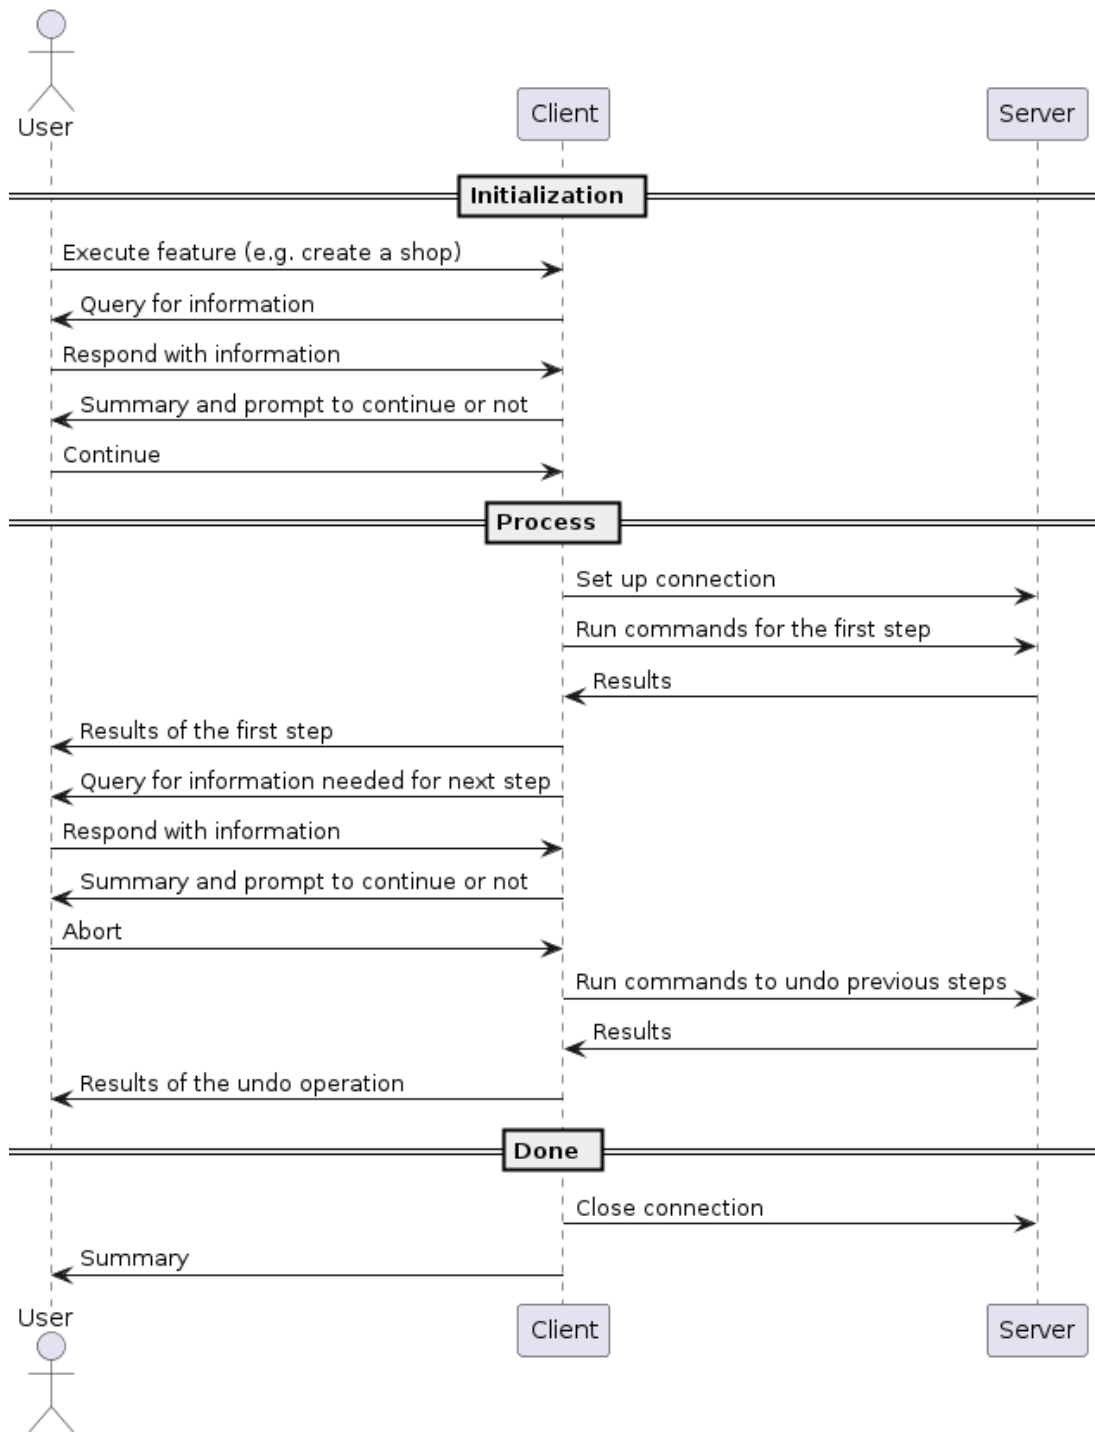 User
Client
Server
Initialization
Execute feature (e.g. create a shop)
Query for information
Respond with information
Summary and prompt to continue or not
Continue
Process
Set up connection
Run commands for the first step
Results
Results of the first step
Query for information needed for next step
Respond with information
Summary and prompt to continue or not
Abort
Run commands to undo previous steps
Results
Results of the undo operation
Done
Close connection
Summary
User
Client
Server